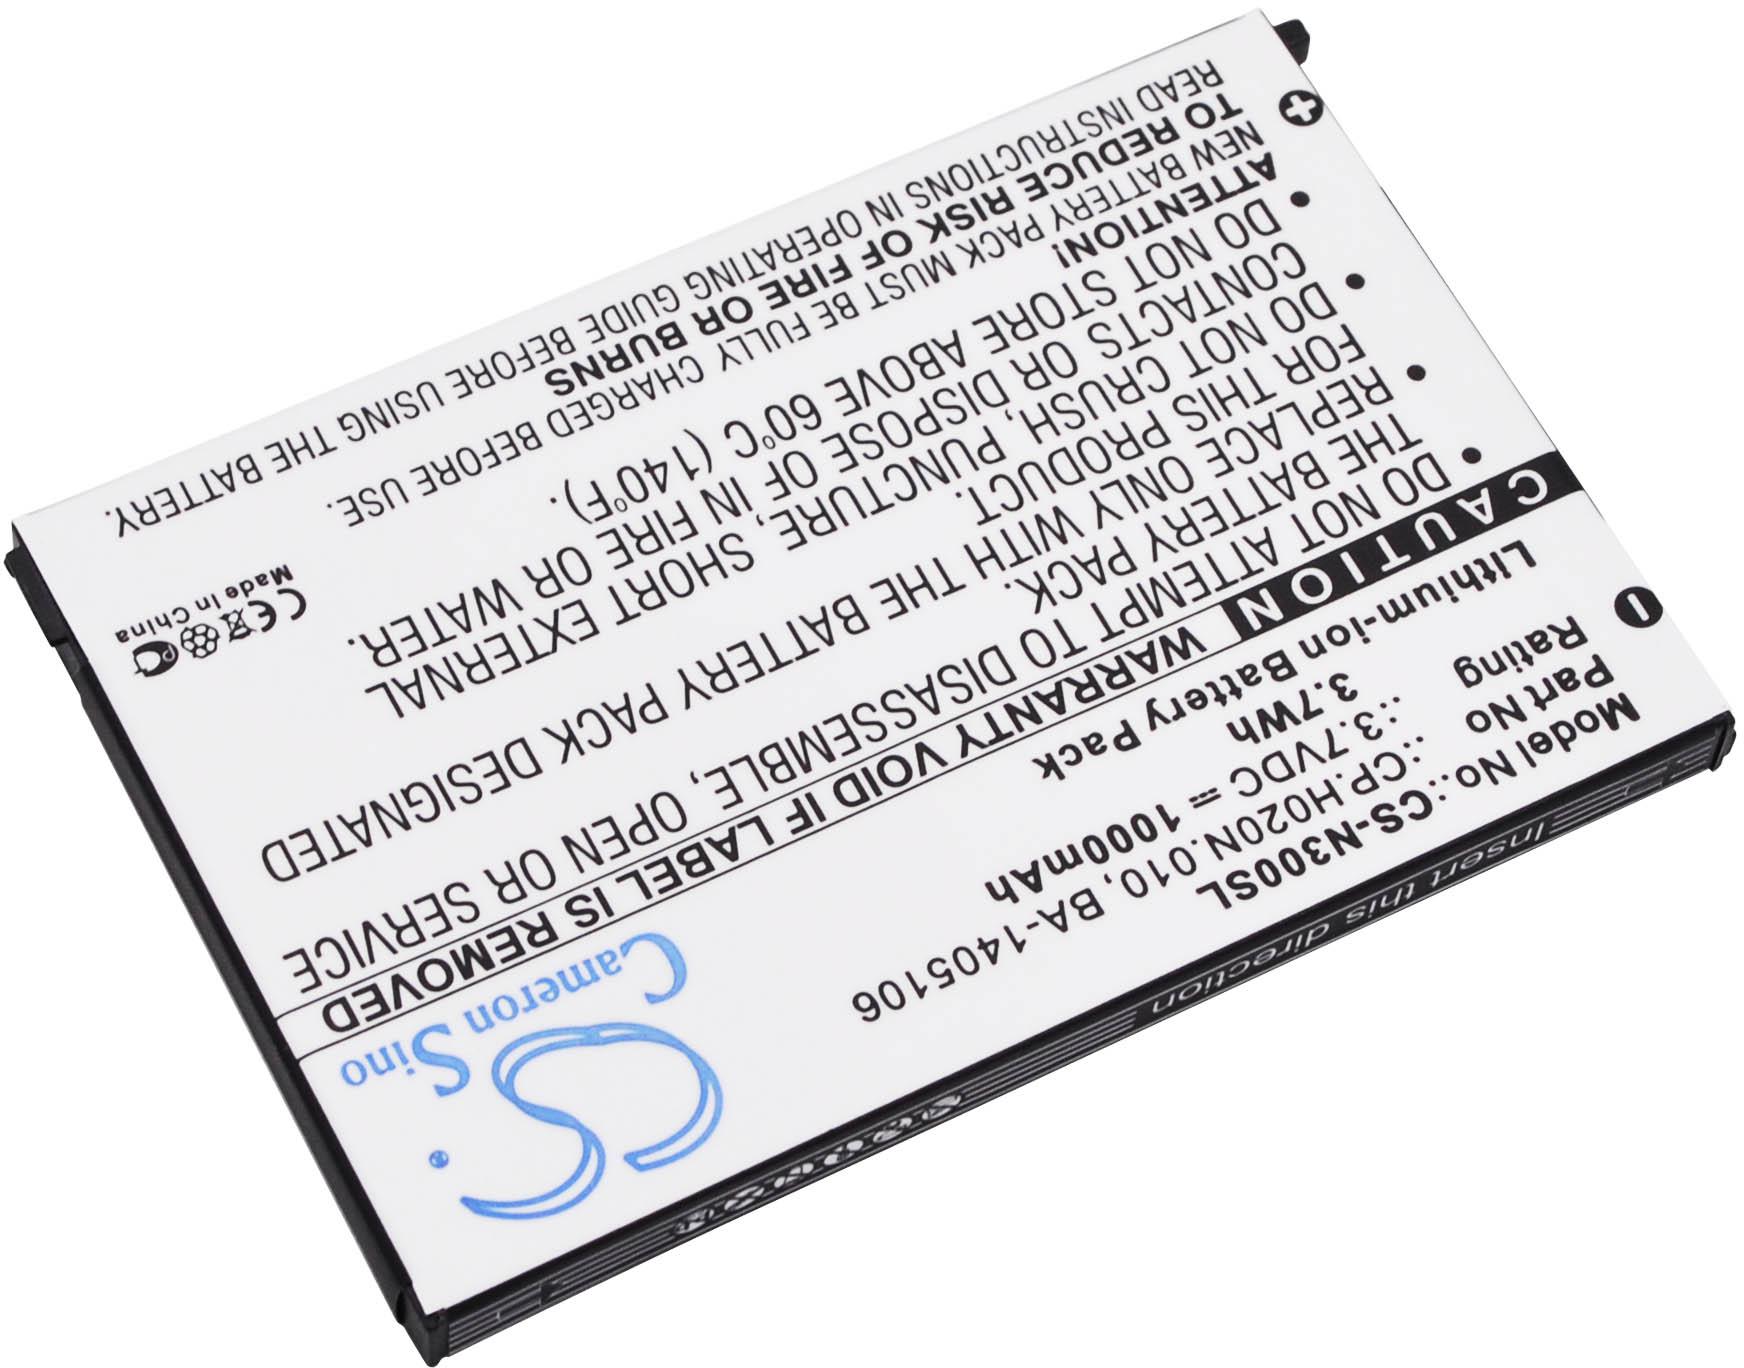 Cameron Sino
Model No.:CS-N300SL
Part No :CP.H020N.010, BA-1405106
Rating :3.7VDC ⎓ 1000mAh
3.7Wh
Lithium-ion Battery Pack
CAUTION WARRANTY VOID IF LABEL IS REMOVED
• DO NOT ATTEMPT TO DISASSEMBLE, OPEN OR SERVICE
THE BATTERY PACK.
• REPLACE ONLY WITH THE BATTERY PACK DESIGNATED
FOR THIS PRODUCT.
• DO NOT CRUSH, PUNCTURE, SHORT EXTERNAL
CONTACTS OR DISPOSE OF IN FIRE OR WATER.
• DO NOT STORE ABOVE 60°C (140°F).
ATTENTION!
NEW BATTERY PACK MUST BE FULLY CHARGED BEFORE USE.
TO REDUCE RISK OF FIRE OR BURNS
READ INSTRUCTIONS IN OPERATING GUIDE BEFORE USING THE BATTERY.
CE
Made in China
Insert this direction